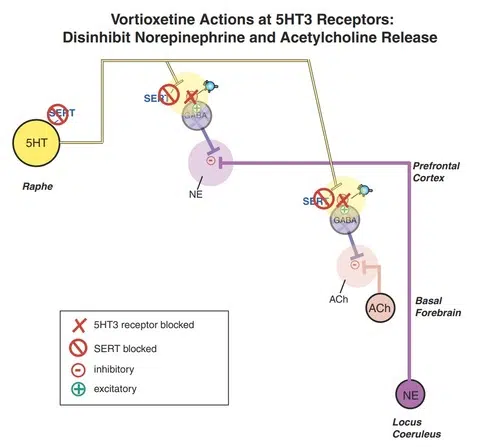 Vortioxetine Actions at 5HT3 Receptors:
Disinhibit Norepinephrine and Acetylcholine Release
SERT
5HT
Raphe
SERT
GABA
NE
Prefrontal
Cortex
SERT
GABA
ACh
ACh
Basal
Forebrain
NE
Locus
Coeruleus
5HT3 receptor blocked
SERT blocked
inhibitory
excitatory